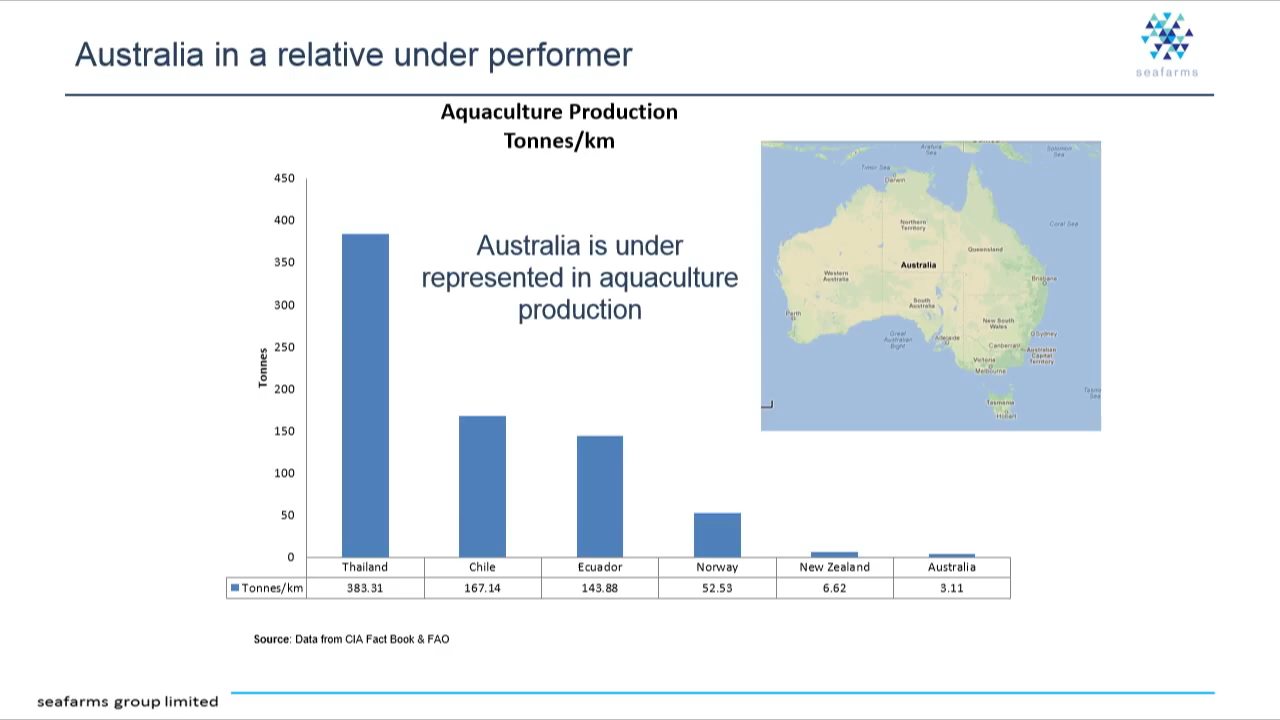 Australia in a relative under performer
seafarms
Aquaculture Production
Tonnes/km
450
400
350
300
250
200
150
100
50
0
Tonnes
Australia is under
represented in aquaculture
production
Arafura
Sea
Solomon
Sea
Timor Sea
Darwin
Northern
Territory
Coral Sea
Queensland
Australia
Western
Australia
Brisbane
South
Australia
Perth
New South
Wales
Great
Australian
Bight
Adelaide
Sydney
Canberra
Australian
Capital
Territory
Victoria
Melbourne
Tasmania
Hobart
Sea
Thailand Chile Ecuador Norway New Zealand Australia
Tonnes/km 383.31 167.14 143.88 52.53 6.62 3.11
Source: Data from CIA Fact Book & FAO
seafarms group limited